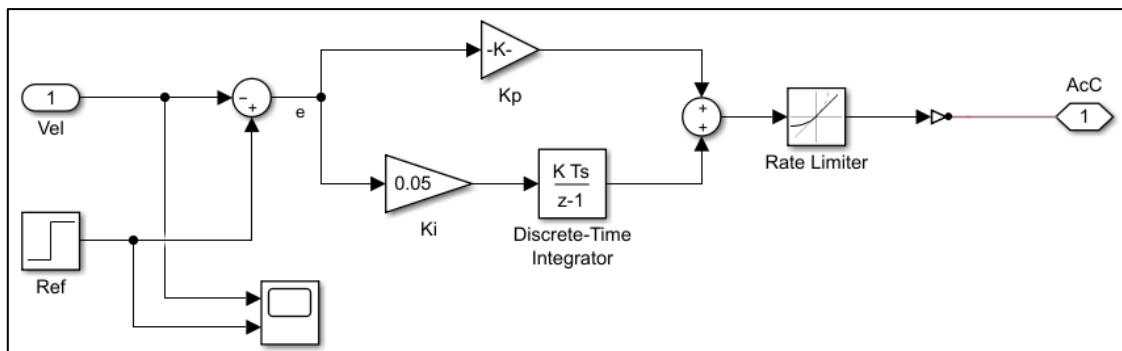 1
Vel
Ref
−
+
e
-K-
Kp
0.05
Ki
K Ts
z-1
Discrete-Time
Integrator
+
+
Rate Limiter
AcC
1